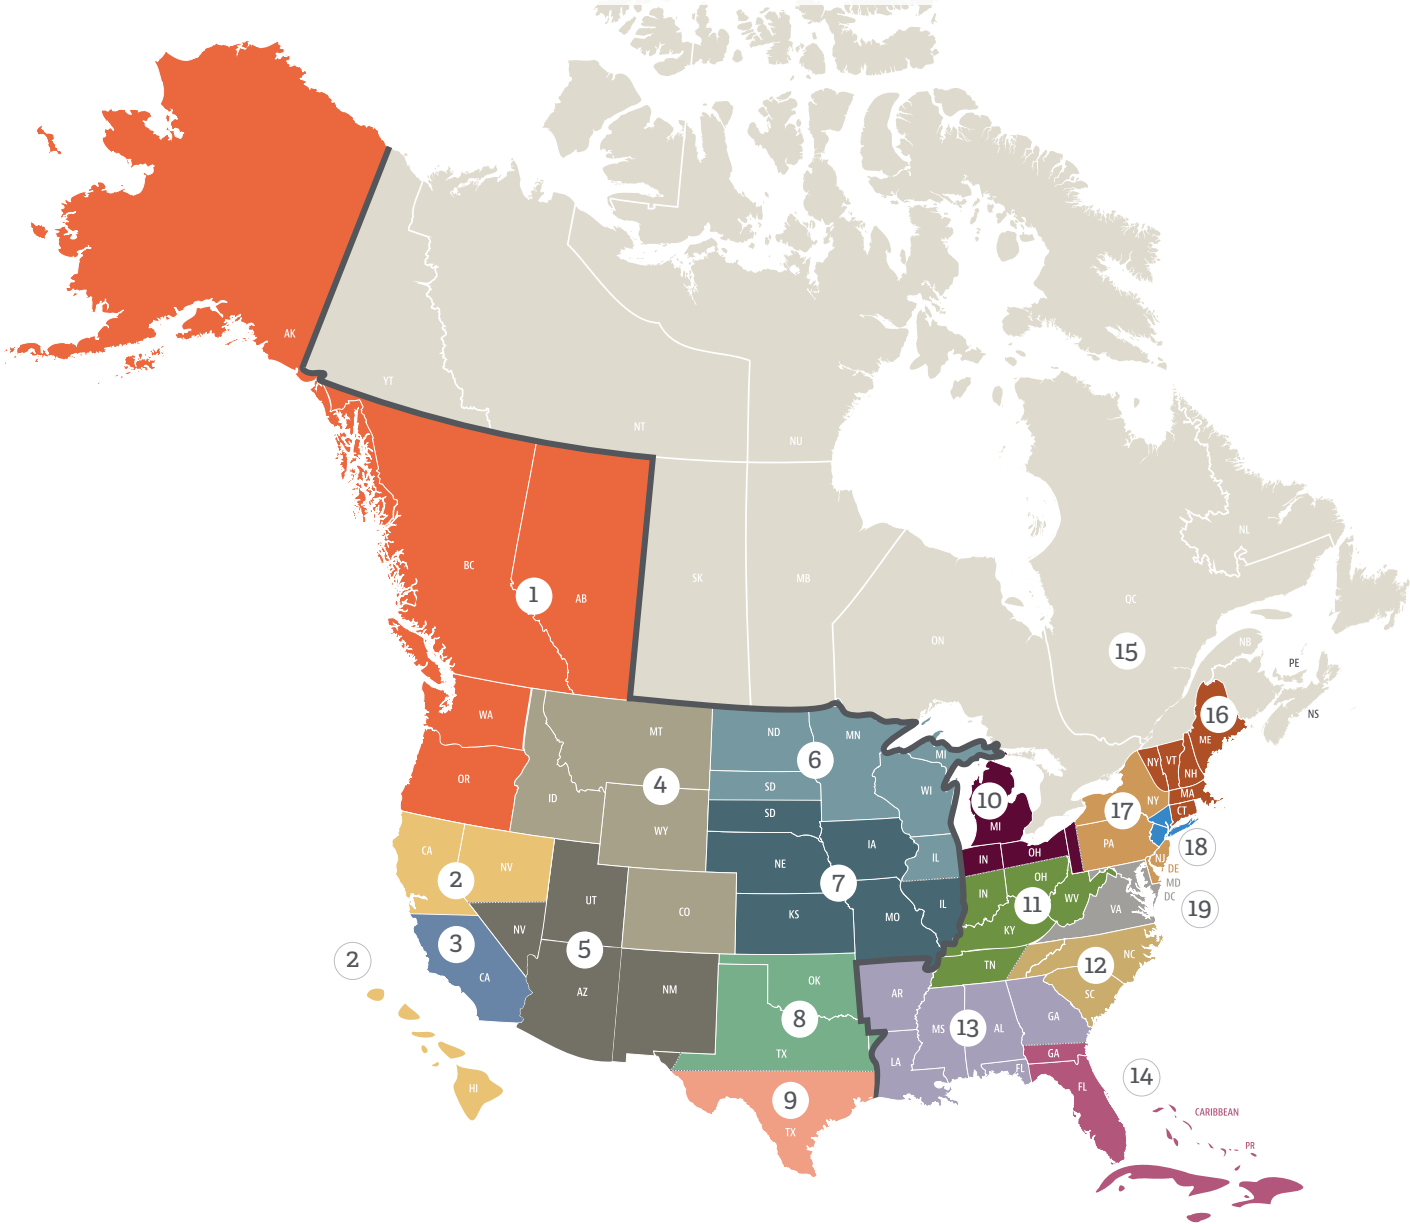 AK
YT
NT
NU
NL
BC
1
AB
SK
MB
QC
ON
15
NB
PE
NS
WA
MT
ND
MN
16
ME
MI
6
OR
4
SD
WI
NY
VT
NH
ID
10
MA
SD
NY
17
CT
WY
MI
CA
IA
PA
18
NV
NE
IL
IN
OH
NJ
2
7
OH
DE
MD
UT
IN
WV
DC
CO
KS
MO
IL
11
VA
19
NV
KY
3
5
NC
2
12
TN
CA
AZ
NM
OK
AR
SC
8
MS
13
AL
GA
TX
LA
GA
FL
14
HI
FL
9
CARIBBEAN
TX
PR